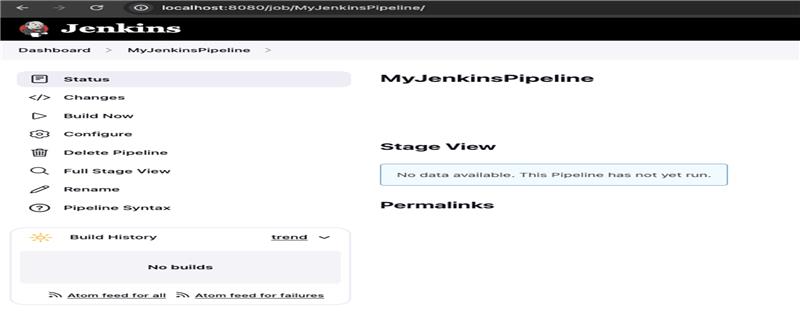 localhost:8080/job/MyJenkinsPipeline/
Jenkins
Dashboard > MyJenkinsPipeline >
Status
Changes
Build Now
Configure
Delete Pipeline
Full Stage View
Rename
Pipeline Syntax
Build History trend
No builds
Atom feed for all Atom feed for failures
MyJenkinsPipeline
Stage View
No data available. This Pipeline has not yet run.
Permalinks